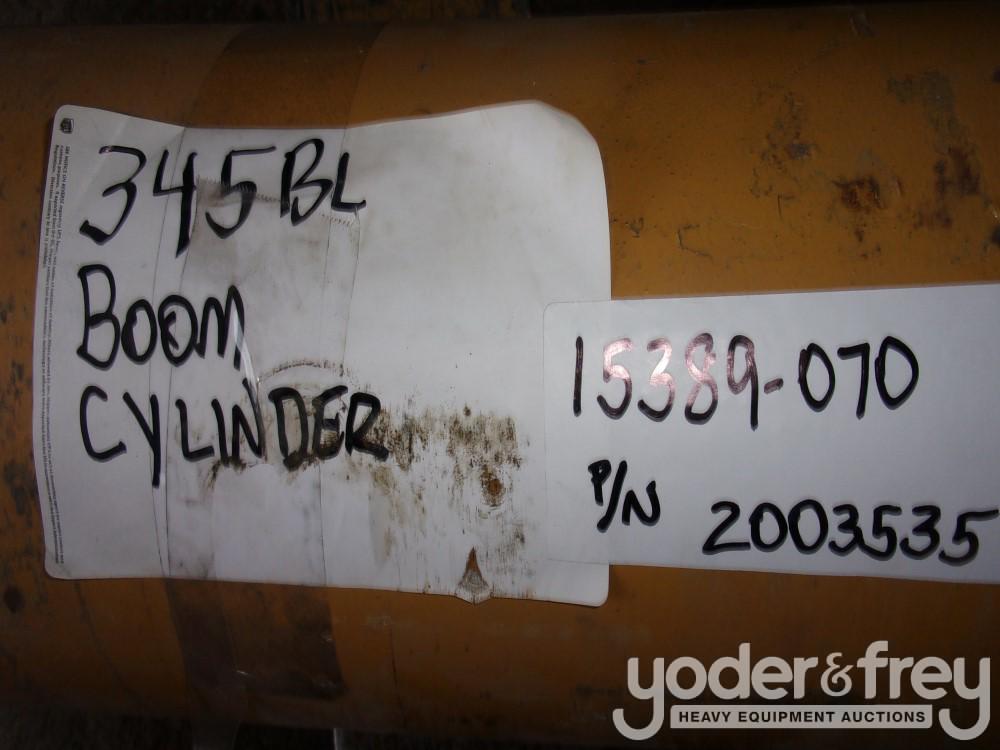 345BL
BOOM
CYLINDER
15389-070
P/N 2003535
yoder&frey
HEAVY EQUIPMENT AUCTIONS